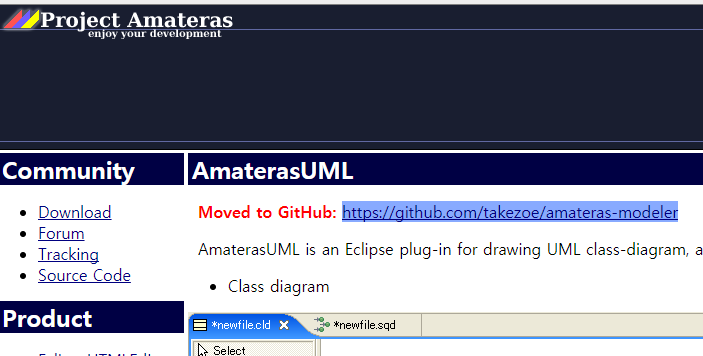 Project Amateras
enjoy your development
Community
Download
Forum
Tracking
Source Code
Product
AmaterasUML
Moved to GitHub: https://github.com/takezoe/amateras-modeler
AmaterasUML is an Eclipse plug-in for drawing UML class-diagram, a
Class diagram
*newfile.cld
*newfile.sqd
Select